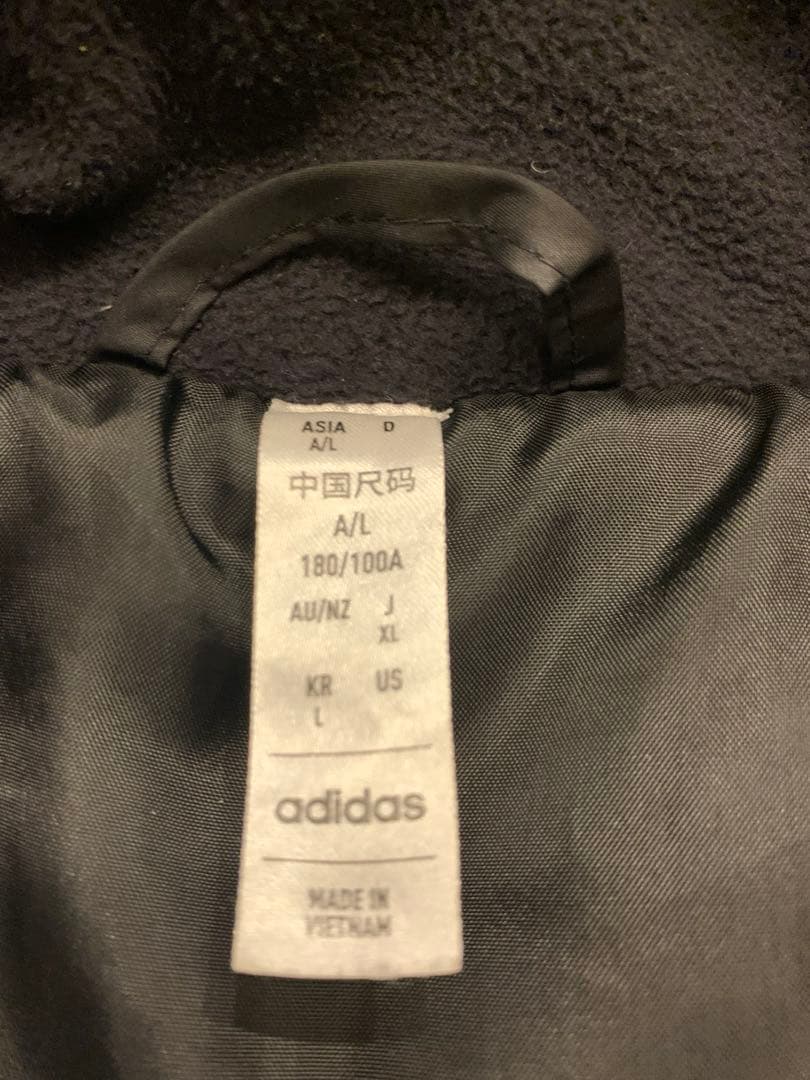 ASIA D
A/L
中国尺码
A/L
180/100A
AU/NZ J
XL
KR US
L
adidas
MADE IN
VIETNAM